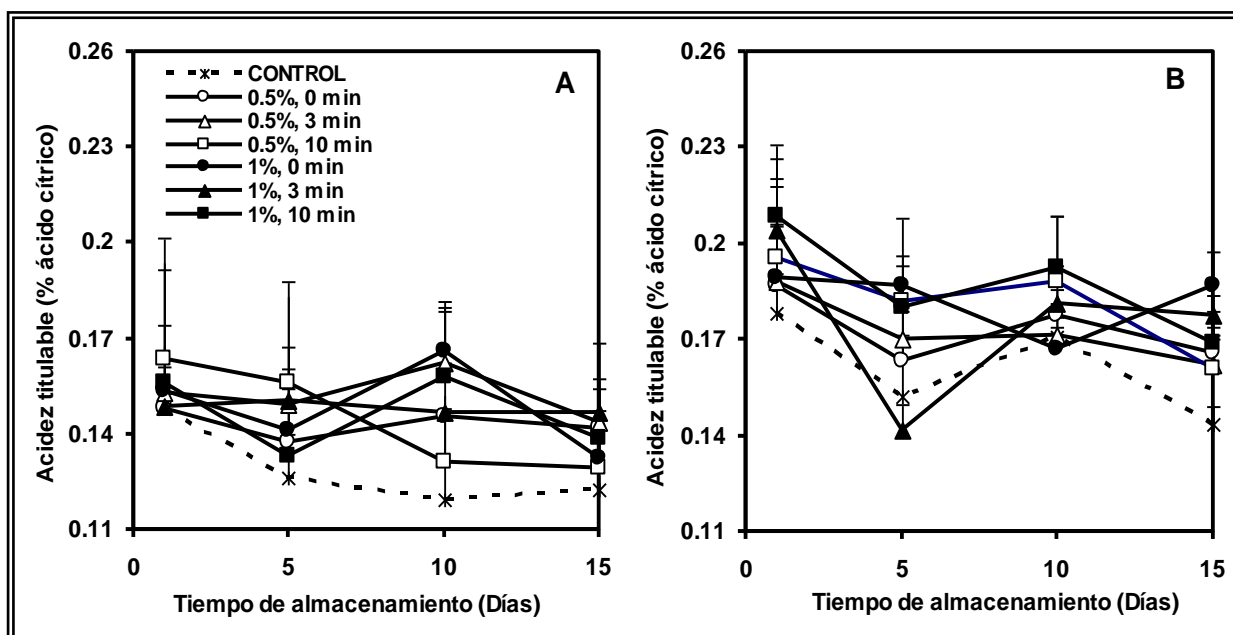 0.26
0.23
0.2
0.17
0.14
0.11
0
5
10
15
Acidez titulable (% ácido cítrico)
Tiempo de almacenamiento (Días)
A
CONTROL
0.5%, 0 min
0.5%, 3 min
0.5%, 10 min
1%, 0 min
1%, 3 min
1%, 10 min
0.26
0.23
0.2
0.17
0.14
0.11
0
5
10
15
Acidez titulable (% ácido cítrico)
Tiempo de almacenamiento (Días)
B